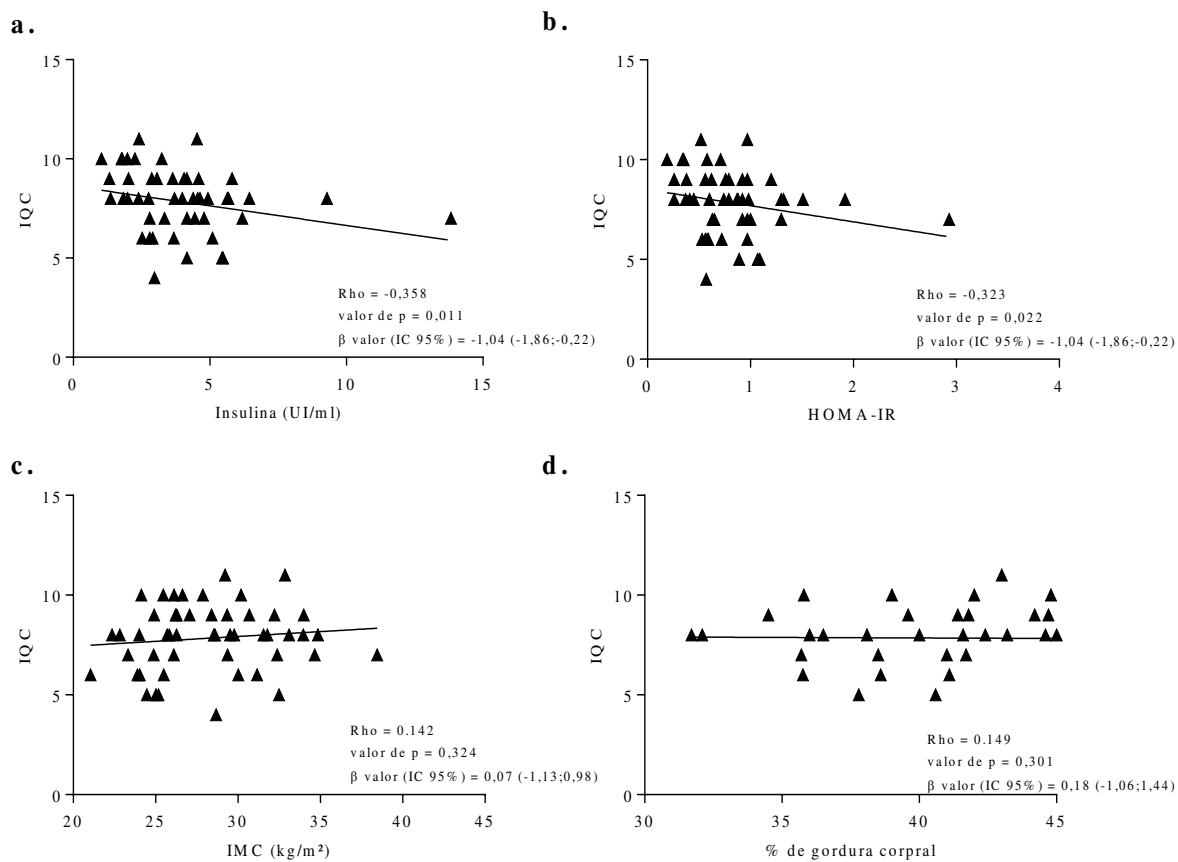 a.
15
10
5
0
IQC
0 5 10 15
Insulina (UI/ml)
Rho = -0,358
valor de p = 0,011
β valor (IC 95%) = -1,04 (-1,86;-0,22)
b.
15
10
5
0
IQC
0 1 2 3 4
HOMA-IR
Rho = -0,323
valor de p = 0,022
β valor (IC 95%) = -1,04 (-1,86;-0,22)
c.
15
10
5
0
IQC
20 25 30 35 40 45
IMC (kg/m²)
Rho = 0.142
valor de p = 0,324
β valor (IC 95%) = 0,07 (-1,13;0,98)
d.
15
10
5
0
IQC
30 35 40 45
% de gordura corpral
Rho = 0.149
valor de p = 0,301
β valor (IC 95%) = 0,18 (-1,06;1,44)